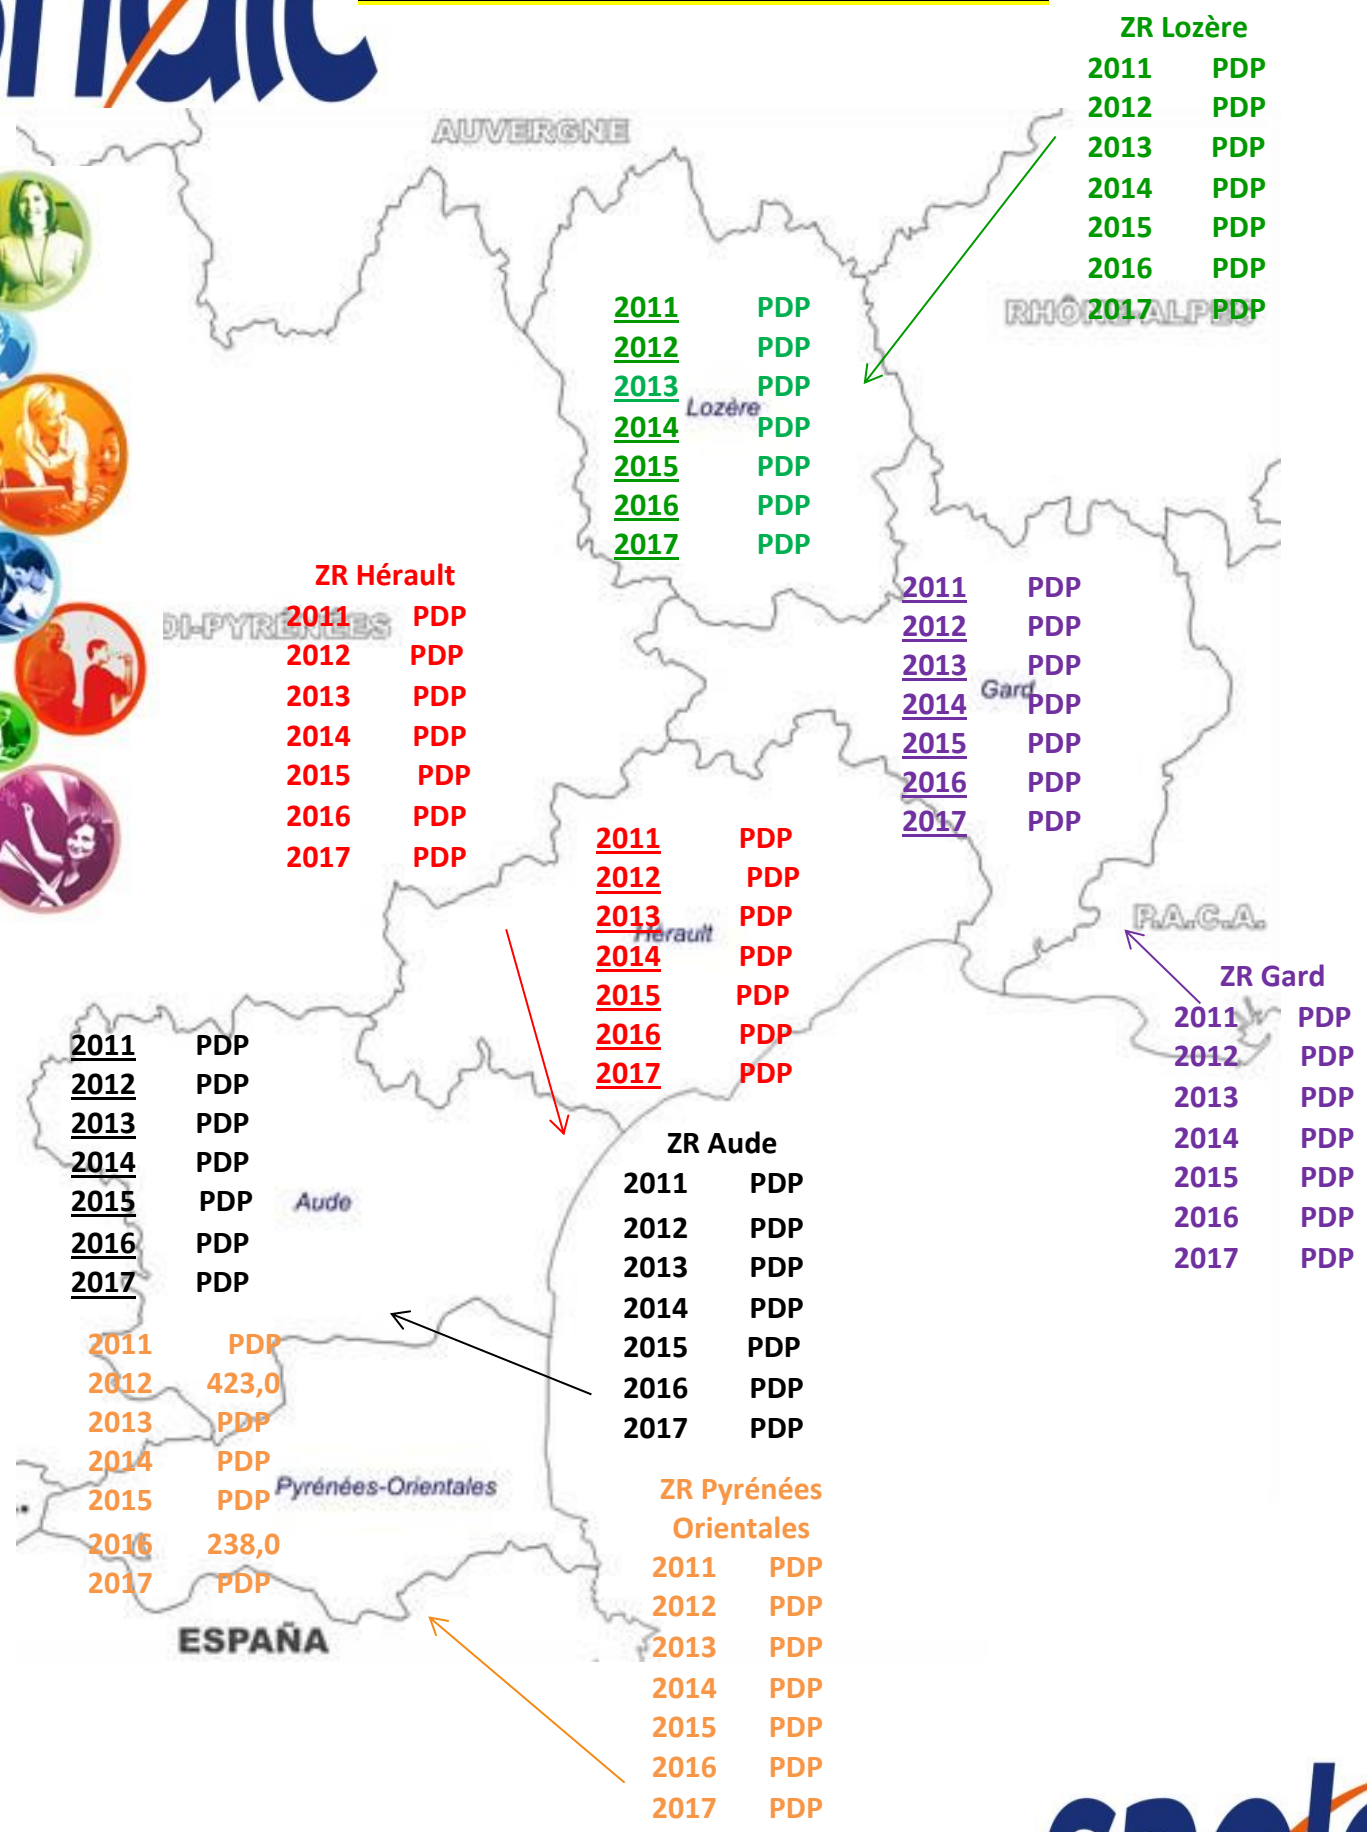 ZR Lozère
2011 PDP
2012 PDP
2013 PDP
2014 PDP
2015 PDP
2016 PDP
2017 PDP
AUVERGNE
RHÔNE-ALPES
2011 PDP
2012 PDP
2013 PDP
Lozère
2014 PDP
2015 PDP
2016 PDP
2017 PDP
ZR Hérault
2011 PDP
2012 PDP
2013 PDP
2014 PDP
2015 PDP
2016 PDP
2017 PDP
DI-PYRÉNÉES
2011 PDP
2012 PDP
2013 PDP
Gard
2014 PDP
2015 PDP
2016 PDP
2017 PDP
2011 PDP
2012 PDP
2013 PDP
Hérault
2014 PDP
2015 PDP
2016 PDP
2017 PDP
P.A.C.A.
ZR Gard
2011 PDP
2012 PDP
2013 PDP
2014 PDP
2015 PDP
2016 PDP
2017 PDP
2011 PDP
2012 PDP
2013 PDP
2014 PDP
2015 PDP
Aude
2016 PDP
2017 PDP
ZR Aude
2011 PDP
2012 PDP
2013 PDP
2014 PDP
2015 PDP
2016 PDP
2017 PDP
2011 PDP
2012 423,0
2013 PDP
2014 PDP
2015 PDP
Pyrénées-Orientales
2016 238,0
2017 PDP
ESPAÑA
ZR Pyrénées
Orientales
2011 PDP
2012 PDP
2013 PDP
2014 PDP
2015 PDP
2016 PDP
2017 PDP